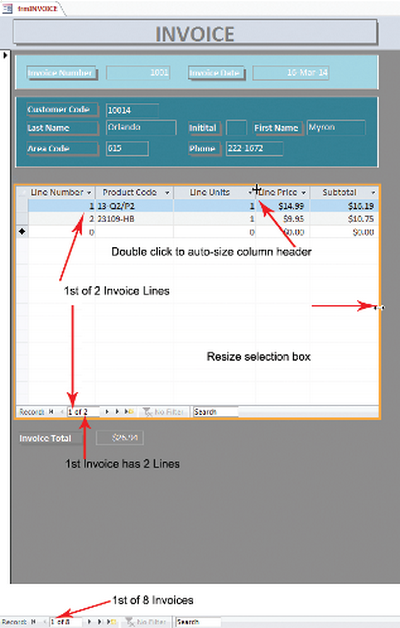 frmINVOICE
INVOICE
Invoice Number 1001 Invoice Date 16-Mar-14
Customer Code 10014
Last Name Orlando Initital First Name Myron
Area Code 615 Phone 222-1672
Line Number Product Code Line Units Line Price Subtotal
1 13-Q2/P2 1 $14.99 $16.19
2 23109-HB 1 $9.95 $10.75
0 0 $0.00 $0.00
Double click to auto-size column header
1st of 2 Invoice Lines
Resize selection box
Record: 1 of 2 No Filter Search
Invoice Total $26.94
1st Invoice has 2 Lines
1st of 8 Invoices
Record: 1 of 8 No Filter Search